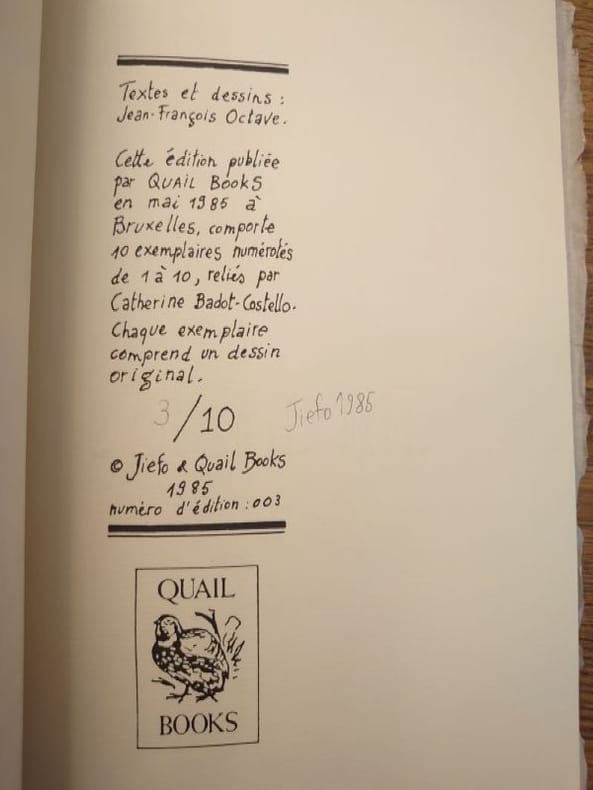 Textes et dessins :
Jean-François Octave.
Cette édition publiée
par QUAIL BOOKS
en mai 1985 à
Bruxelles, comporte
10 exemplaires numérotés
de 1 à 10, reliés par
Catherine Badot-Costello.
Chaque exemplaire
comprend un dessin
original.
3/10 Jiefo 1985
© Jiefo & Quail Books
1985
numéro d'édition : 003
QUAIL
BOOKS